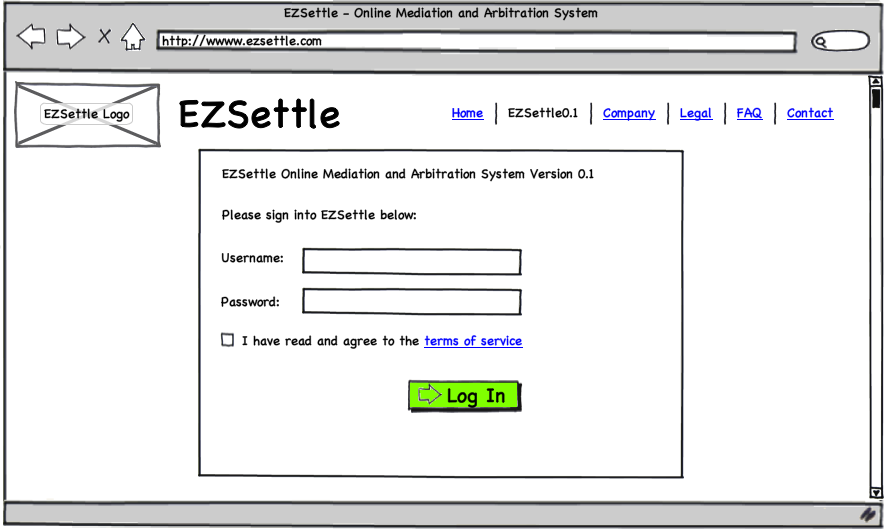 EZSettle - Online Mediation and Arbitration System
http://wwww.ezsettle.com
EZSettle Logo
EZSettle
Home | EZSettle0.1 | Company | Legal | FAQ | Contact
EZSettle Online Mediation and Arbitration System Version 0.1
Please sign into EZSettle below:
Username:
Password:
I have read and agree to the terms of service
Log In